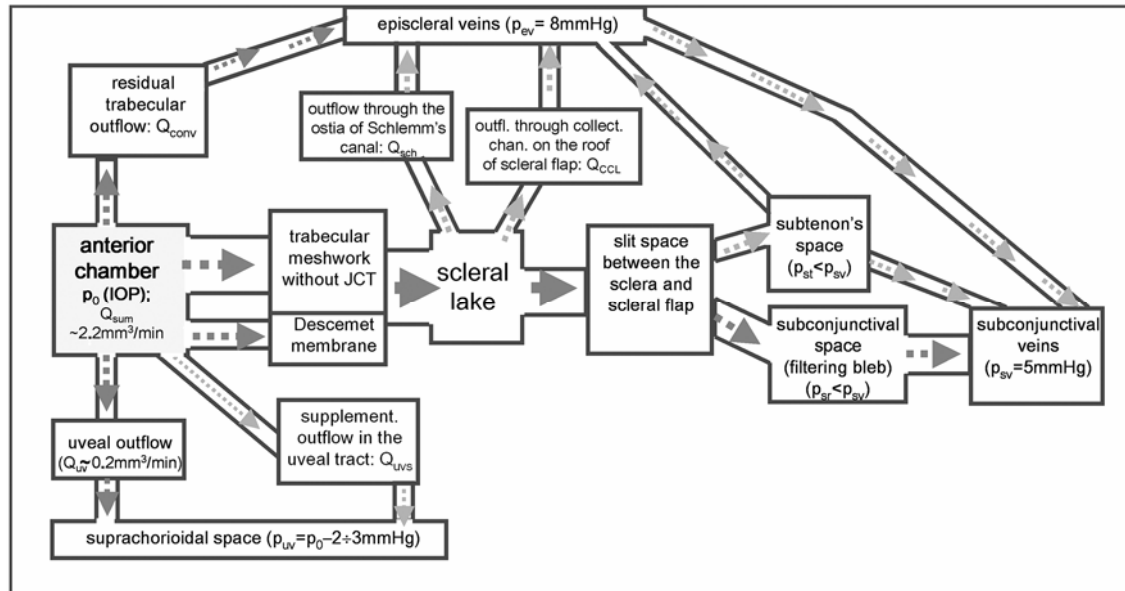 episcleral veins (pev= 8mmHg)
residual
trabecular
outflow: Qconv
outflow through the
ostia of Schlemm's
canal: Qsch
outfl. through collect.
chan. on the roof
of scleral flap: QCCL
anterior
chamber
p0 (IOP);
Qsum
~2.2mm³/min
trabecular
meshwork
without JCT
Descemet
membrane
scleral
lake
slit space
between the
sclera and
scleral flap
subtenon's
space
(pst<psv)
subconjunctival
space
(filtering bleb)
(psr<psv)
subconjunctival
veins
(psv=5mmHg)
uveal outflow
(Quv~0.2mm³/min)
supplement.
outflow in the
uveal tract: Quvs
suprachorioidal space (puv=p0–2÷3mmHg)